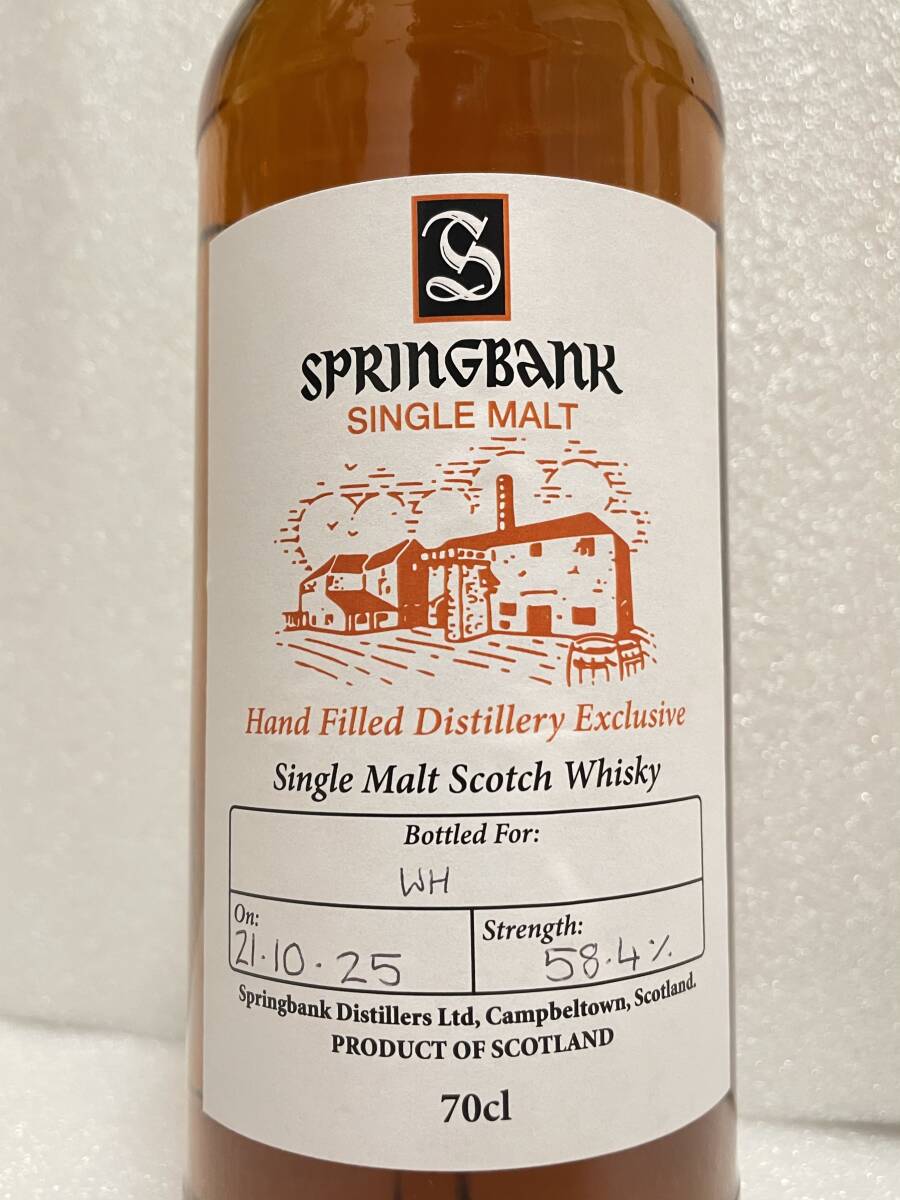 S
SPRINGBANK
SINGLE MALT
Hand Filled Distillery Exclusive
Single Malt Scotch Whisky
Bottled For:
WH
On:
21.10.25
Strength:
58.4%
Springbank Distillers Ltd, Campbeltown, Scotland.
PRODUCT OF SCOTLAND
70cl